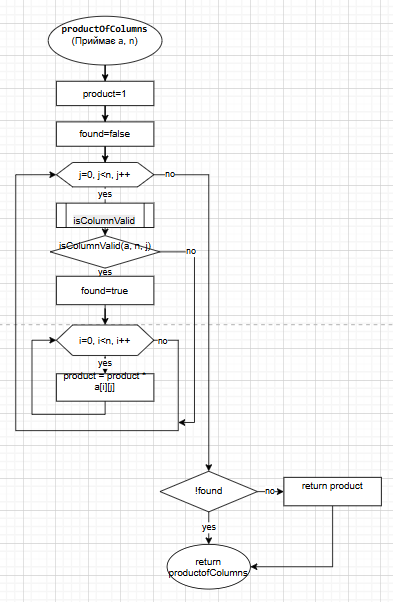 productOfColumns
(Приймає a, n)
product=1
found=false
j=0, j<n, j++
no
yes
isColumnValid
isColumnValid(a, n, j)
no
yes
found=true
i=0, i<n, i++
no
yes
product = product *
a[i][j]
!found
no
return product
yes
return
productofColumns